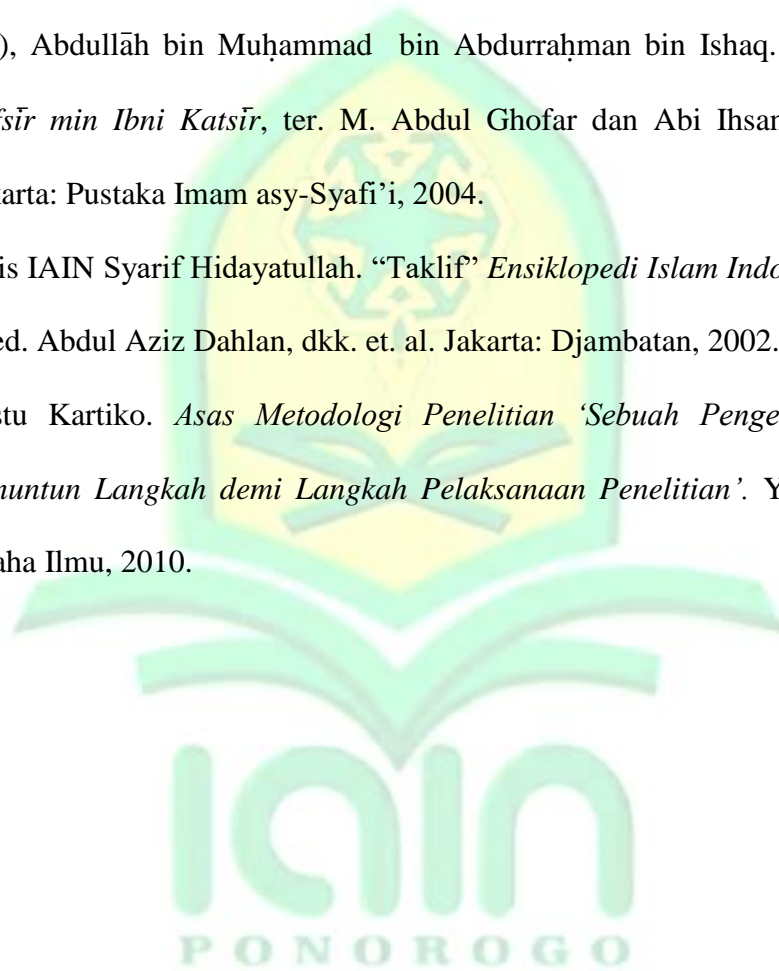 ), Abdullāh bin Muḥammad bin Abdurraḥman bin Ishaq.
fsīr min Ibni Katsīr, ter. M. Abdul Ghofar dan Abi Ihsan
arta: Pustaka Imam asy-Syafi’i, 2004.
is IAIN Syarif Hidayatullah. “Taklif” Ensiklopedi Islam Indo
ed. Abdul Aziz Dahlan, dkk. et. al. Jakarta: Djambatan, 2002.
stu Kartiko. Asas Metodologi Penelitian ‘Sebuah Penge
nuntun Langkah demi Langkah Pelaksanaan Penelitian’. Y
aha Ilmu, 2010.
IAIN
PONOROGO